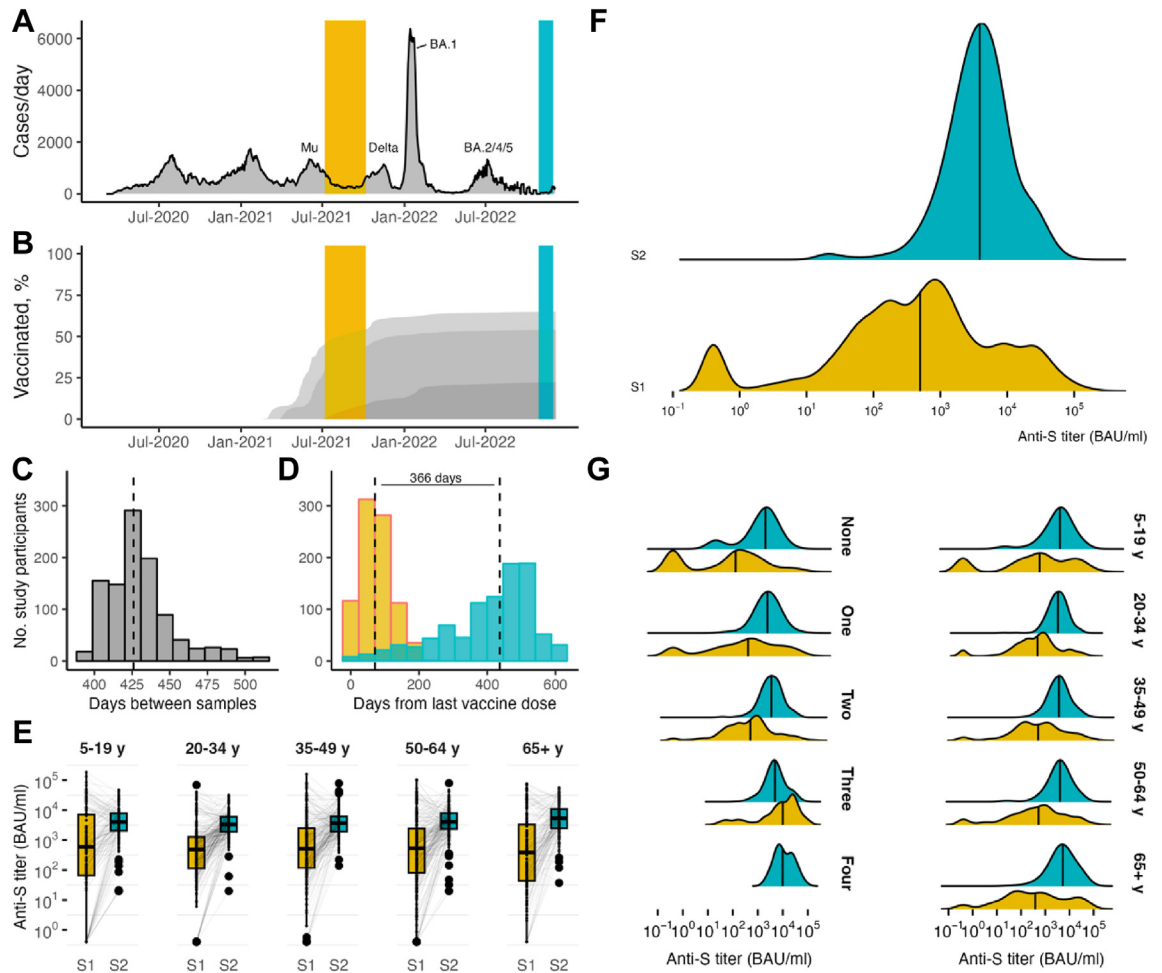 A
Cases/day
6000
4000
2000
0
BA.1
Mu
Delta
BA.2/4/5
Jul-2020 Jan-2021 Jul-2021 Jan-2022 Jul-2022
B
Vaccinated, %
100
75
50
25
0
Jul-2020 Jan-2021 Jul-2021 Jan-2022 Jul-2022
C
No. study participants
300
200
100
0
400 425 450 475 500
Days between samples
D
366 days
300
200
100
0
0 200 400 600
Days from last vaccine dose
E
5-19 y 20-34 y 35-49 y 50-64 y 65+ y
Anti-S titer (BAU/ml)
10⁵
10⁴
10³
10²
10¹
10⁰
S1 S2 S1 S2 S1 S2 S1 S2 S1 S2
F
S2
S1
10⁻¹ 10⁰ 10¹ 10² 10³ 10⁴ 10⁵
Anti-S titer (BAU/ml)
G
None
One
Two
Three
Four
10⁻¹10⁰ 10¹ 10² 10³ 10⁴ 10⁵
Anti-S titer (BAU/ml)
5-19 y
20-34 y
35-49 y
50-64 y
65+ y
10⁻¹10⁰ 10¹ 10² 10³ 10⁴ 10⁵
Anti-S titer (BAU/ml)